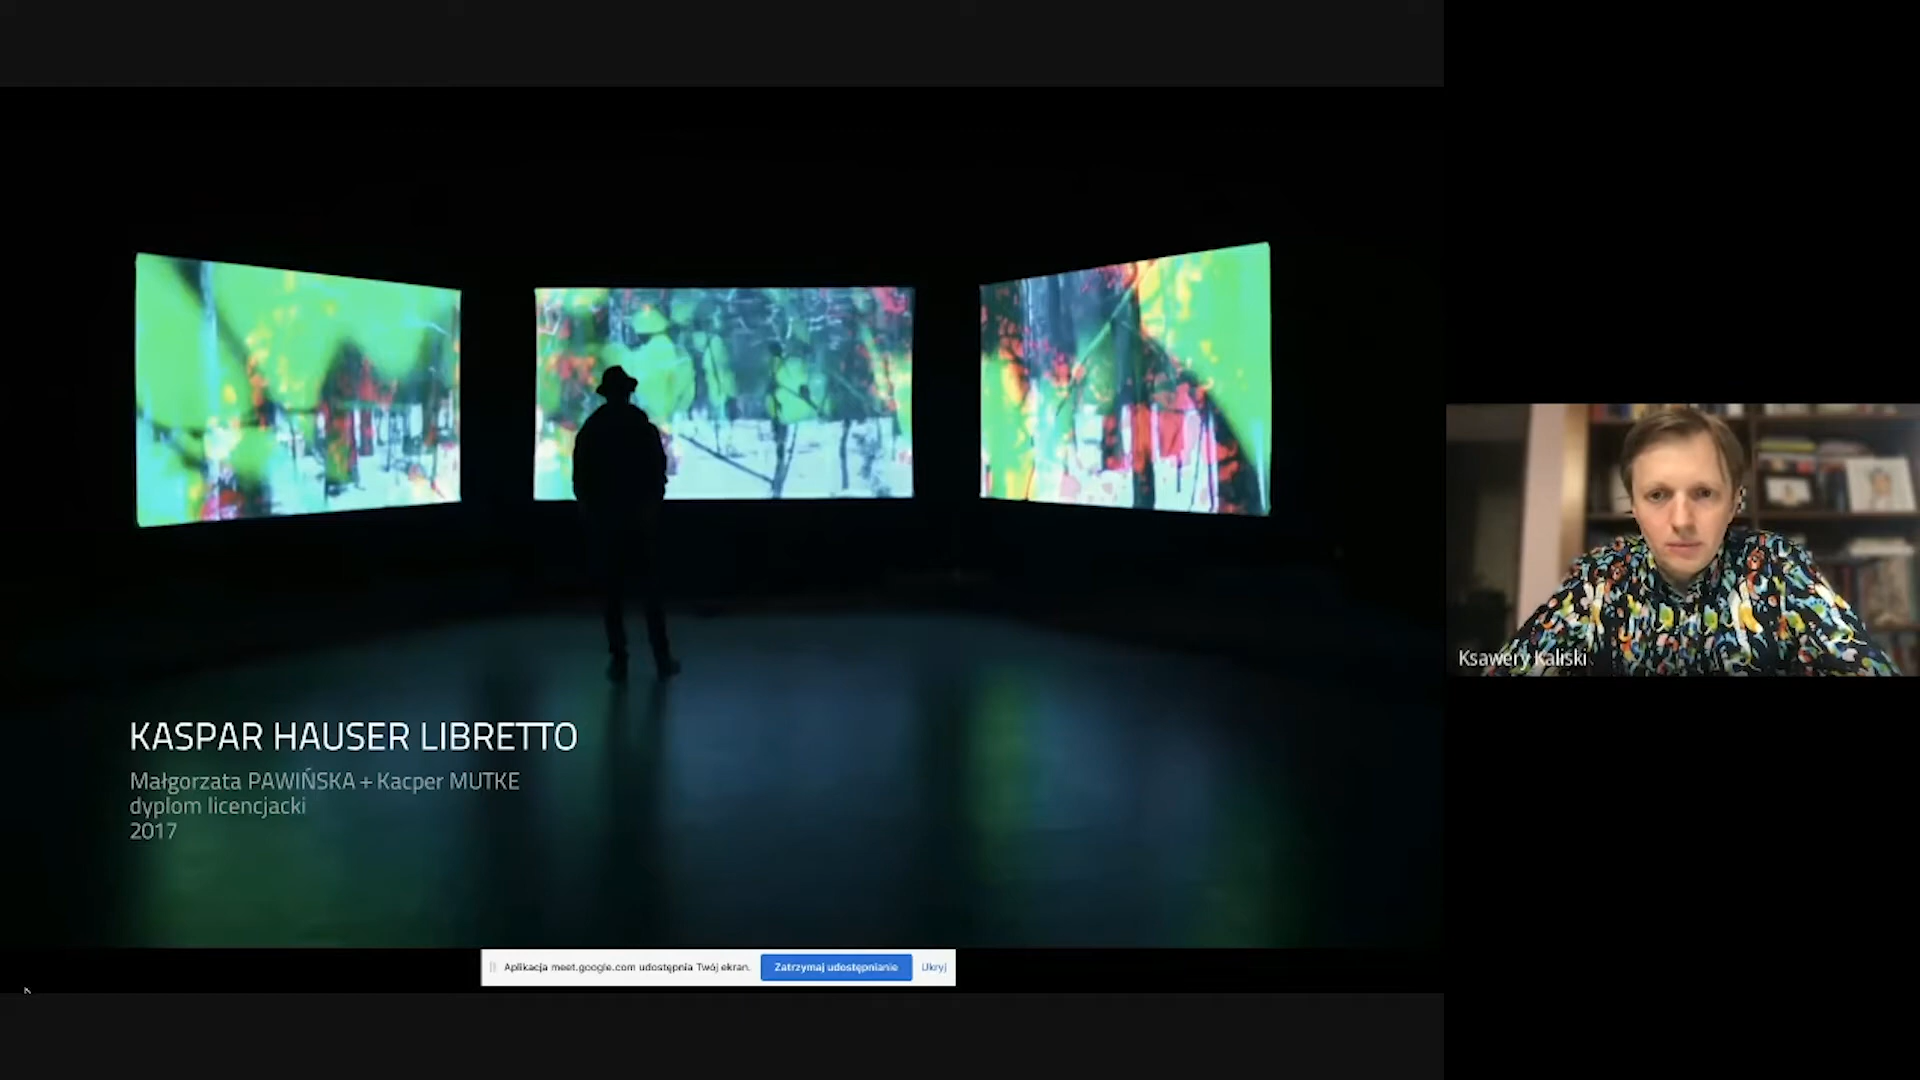 KASPAR HAUSER LIBRETTO
Małgorzata PAWIŃSKA + Kacper MUTKE
dyplom licencjacki
2017
Aplikacja meet.google.com udostępnia Twój ekran.
Zatrzymaj udostępnianie
Ukryj
Ksawery Kaliski